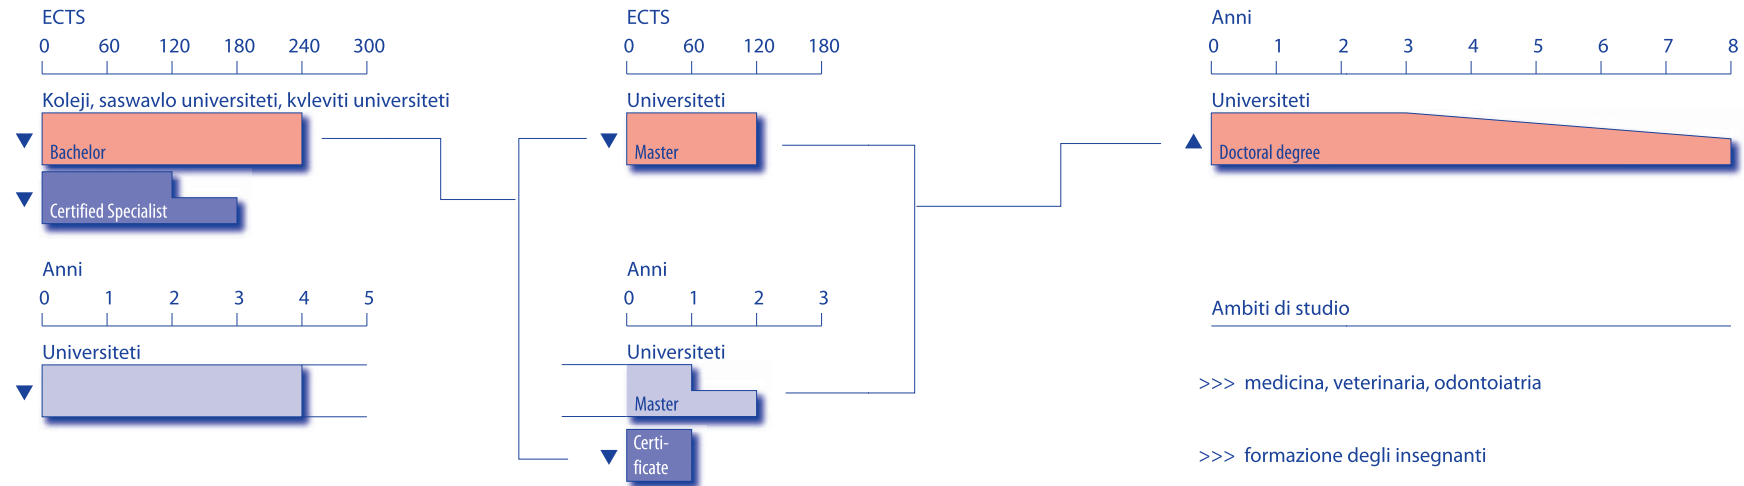 ECTS
0 60 120 180 240 300
Koleji, saswavlo universiteti, kvleviti universiteti
Bachelor
Certified Specialist
Anni
0 1 2 3 4 5
Universiteti
ECTS
0 60 120 180
Universiteti
Master
Anni
0 1 2 3
Universiteti
Master
Certi-
ficate
Anni
0 1 2 3 4 5 6 7 8
Universiteti
Doctoral degree
Ambiti di studio
>>> medicina, veterinaria, odontoiatria
>>> formazione degli insegnanti